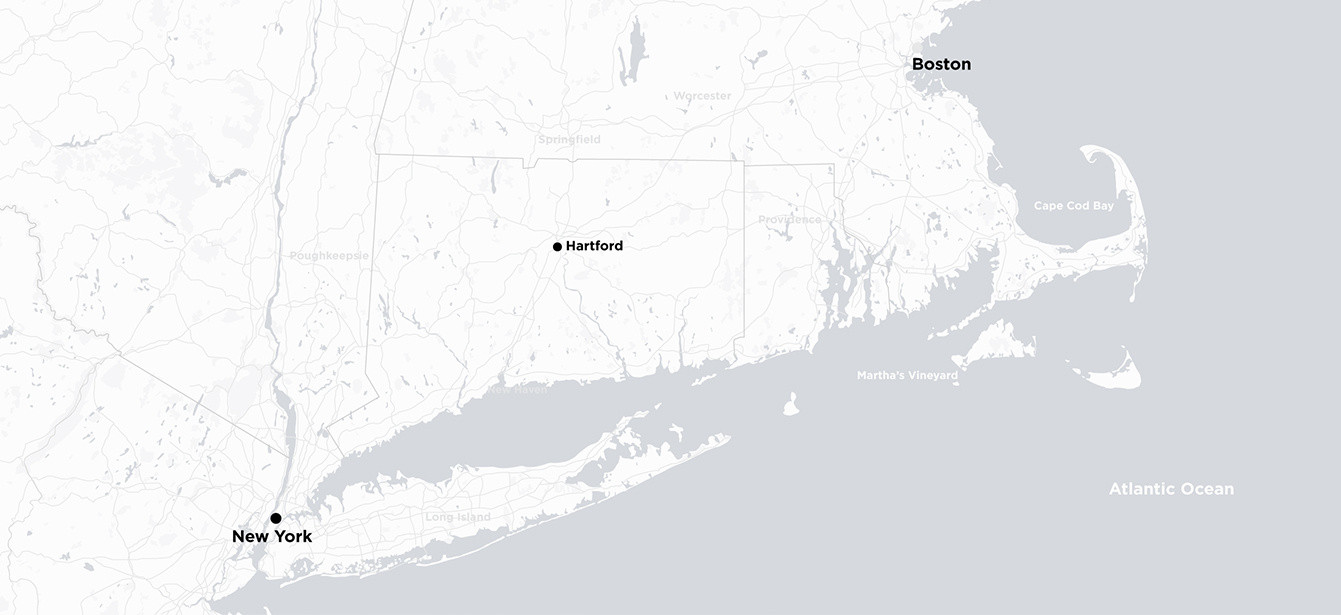 Boston
Worcester
Springfield
Cape Cod Bay
Providence
Hartford
Poughkeepsie
Martha's Vineyard
New Haven
Atlantic Ocean
Long Island
New York